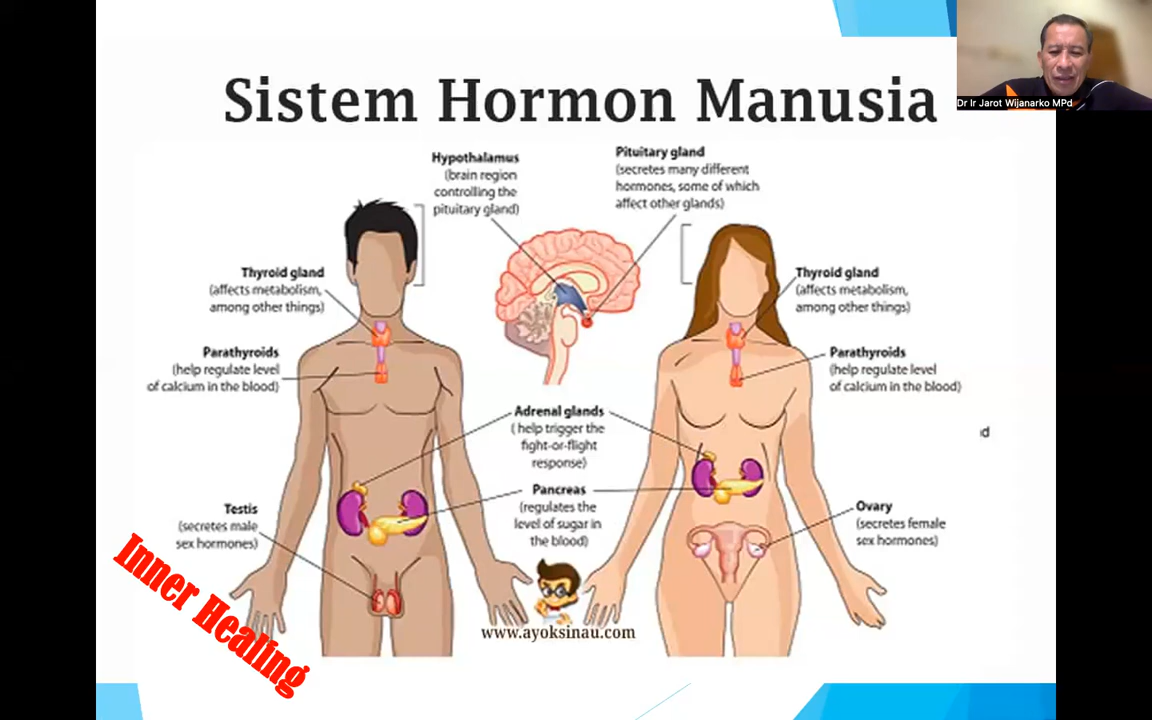 Sistem Hormon Manusia
Dr Ir Jarot Wijanarko MPd
Hypothalamus
(brain region
controlling the
pituitary gland)
Pituitary gland
(secretes many different
hormones, some of which
affect other glands)
Thyroid gland
(affects metabolism,
among other things)
Thyroid gland
(affects metabolism,
among other things)
Parathyroids
(help regulate level
of calcium in the blood)
Parathyroids
(help regulate level
of calcium in the blood)
Adrenal glands
( help trigger the
fight-or-flight
response)
d
Pancreas
(regulates the
level of sugar in
the blood)
Testis
(secretes male
sex hormones)
Ovary
(secretes female
sex hormones)
Inner Healing
www.ayoksinau.com